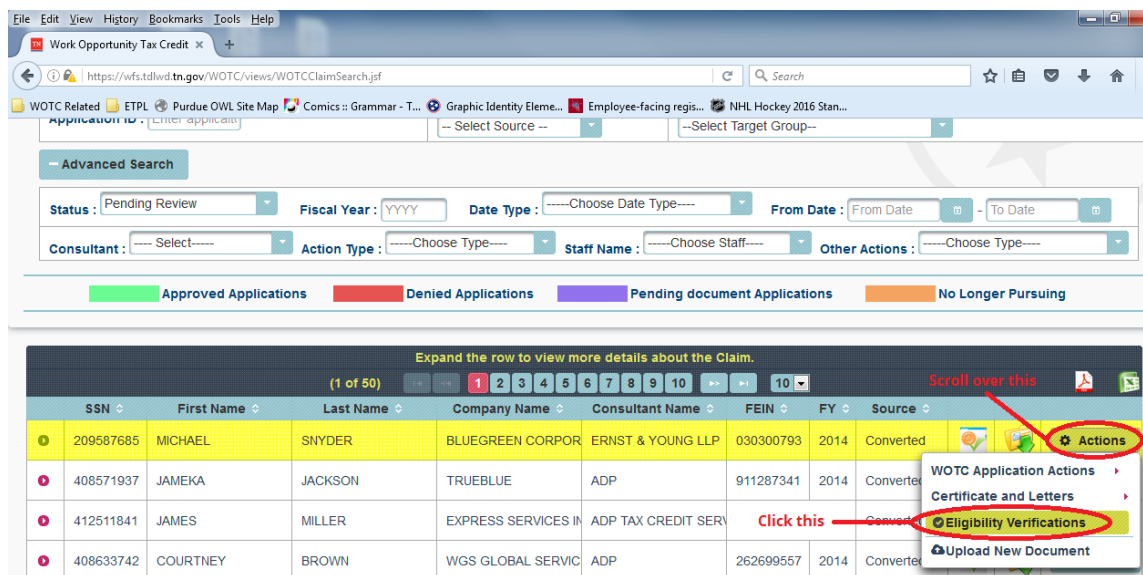 File Edit View History Bookmarks Tools Help
TN Work Opportunity Tax Credit × +
https://wfs.tdlwd.tn.gov/WOTC/views/WOTCClaimSearch.jsf Search
WOTC Related ETPL Purdue OWL Site Map Comics :: Grammar - T... Graphic Identity Eleme... Employee-facing regis... NHL Hockey 2016 Stan...
Application ID : Enter applicati -- Select Source -- --Select Target Group--
Advanced Search
Status : Pending Review Fiscal Year : YYYY Date Type : -----Choose Date Type---- From Date : From Date - To Date
Consultant : ---- Select----- Action Type : -----Choose Type---- Staff Name : -----Choose Staff---- Other Actions : -----Choose Type----
Approved Applications Denied Applications Pending document Applications No Longer Pursuing
Expand the row to view more details about the Claim.
(1 of 50) 1 2 3 4 5 6 7 8 9 10 10 Scroll over this
SSN First Name Last Name Company Name Consultant Name FEIN FY Source
209587685 MICHAEL SNYDER BLUEGREEN CORPOR ERNST & YOUNG LLP 030300793 2014 Converted Actions
408571937 JAMEKA JACKSON TRUEBLUE ADP 911287341 2014 Converted
WOTC Application Actions
Certificate and Letters
412511841 JAMES MILLER EXPRESS SERVICES IN ADP TAX CREDIT SERV Click this Converted Eligibility Verifications
408633742 COURTNEY BROWN WGS GLOBAL SERVIC ADP 262699557 2014 Converted Upload New Document